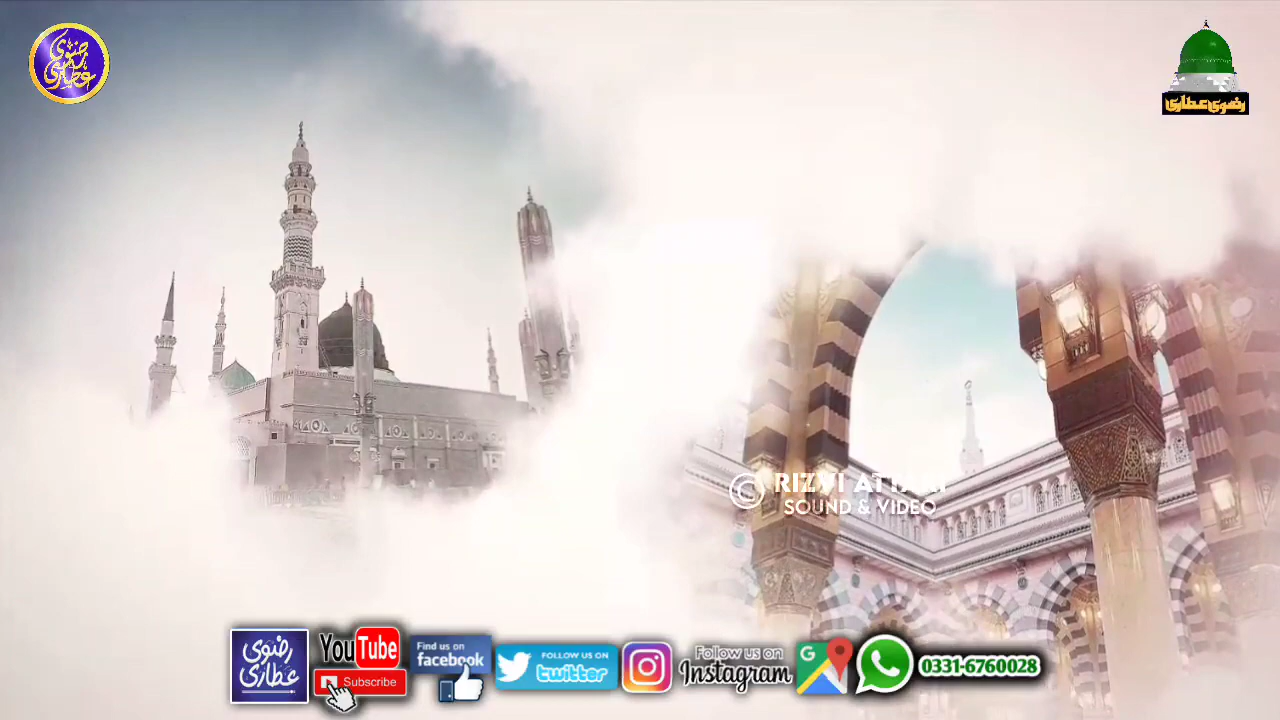 رضوی عطاری
رضوی عطاری
© RIZVI ATTARI
SOUND & VIDEO
رضوی عطاری
YouTube
Subscribe
Find us on
facebook
FOLLOW US ON
twitter
Follow us on
Instagram
G
0331-6760028